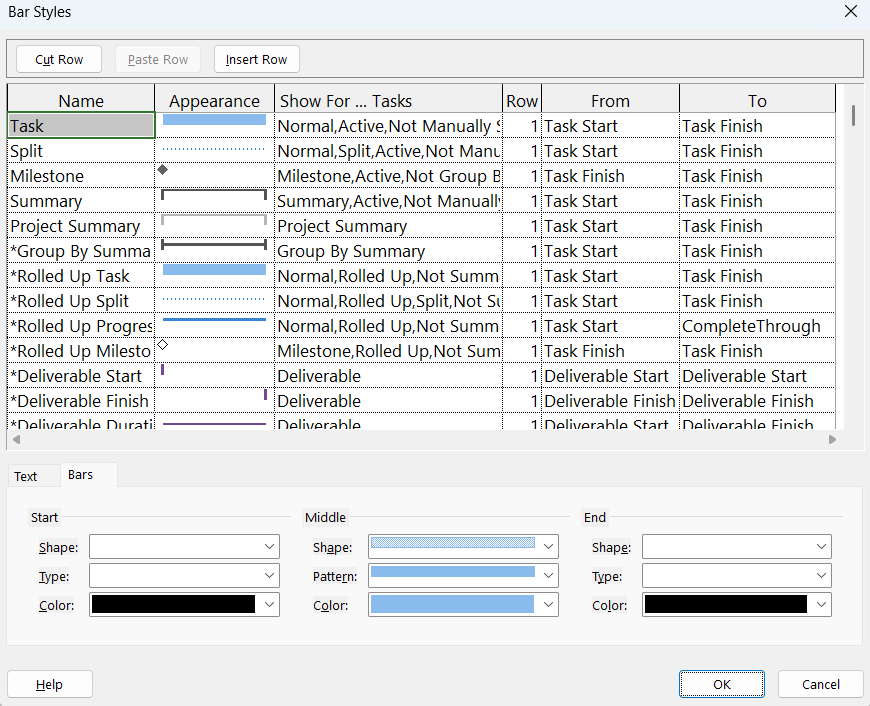 Bar Styles
Cut Row Paste Row Insert Row
Name Appearance Show For ... Tasks Row From To
Task Normal,Active,Not Manually 1 Task Start Task Finish
Split Normal,Split,Active,Not Manu 1 Task Start Task Finish
Milestone Milestone,Active,Not Group B 1 Task Finish Task Finish
Summary Summary,Active,Not Manually 1 Task Start Task Finish
Project Summary Project Summary 1 Task Start Task Finish
*Group By Summa Group By Summary 1 Task Start Task Finish
*Rolled Up Task Normal,Rolled Up,Not Summ 1 Task Start Task Finish
*Rolled Up Split Normal,Rolled Up,Split,Not Su 1 Task Start Task Finish
*Rolled Up Progres Normal,Rolled Up,Not Summ 1 Task Start CompleteThrough
*Rolled Up Milesto Milestone,Rolled Up,Not Sum 1 Task Finish Task Finish
*Deliverable Start Deliverable 1 Deliverable Start Deliverable Start
*Deliverable Finish Deliverable 1 Deliverable Finish Deliverable Finish
*Deliverable Durati Deliverable 1 Deliverable Start Deliverable Finish
Text Bars
Start Middle End
Shape: Shape: Shape:
Type: Pattern: Type:
Color: Color: Color:
Help OK Cancel